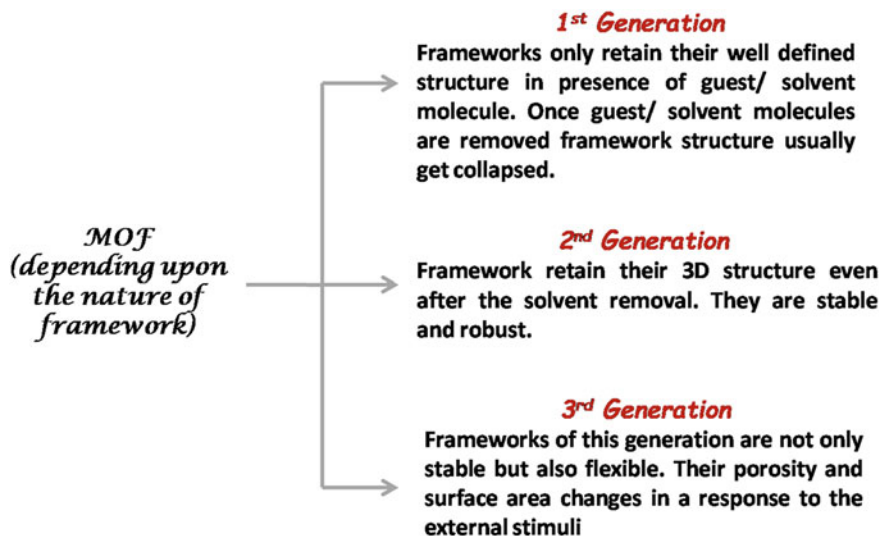 1st Generation
Frameworks only retain their well defined
structure in presence of guest/ solvent
molecule. Once guest/ solvent molecules
are removed framework structure usually
get collapsed.
MOF
(depending upon
the nature of
framework)
2nd Generation
Framework retain their 3D structure even
after the solvent removal. They are stable
and robust.
3rd Generation
Frameworks of this generation are not only
stable but also flexible. Their porosity and
surface area changes in a response to the
external stimuli